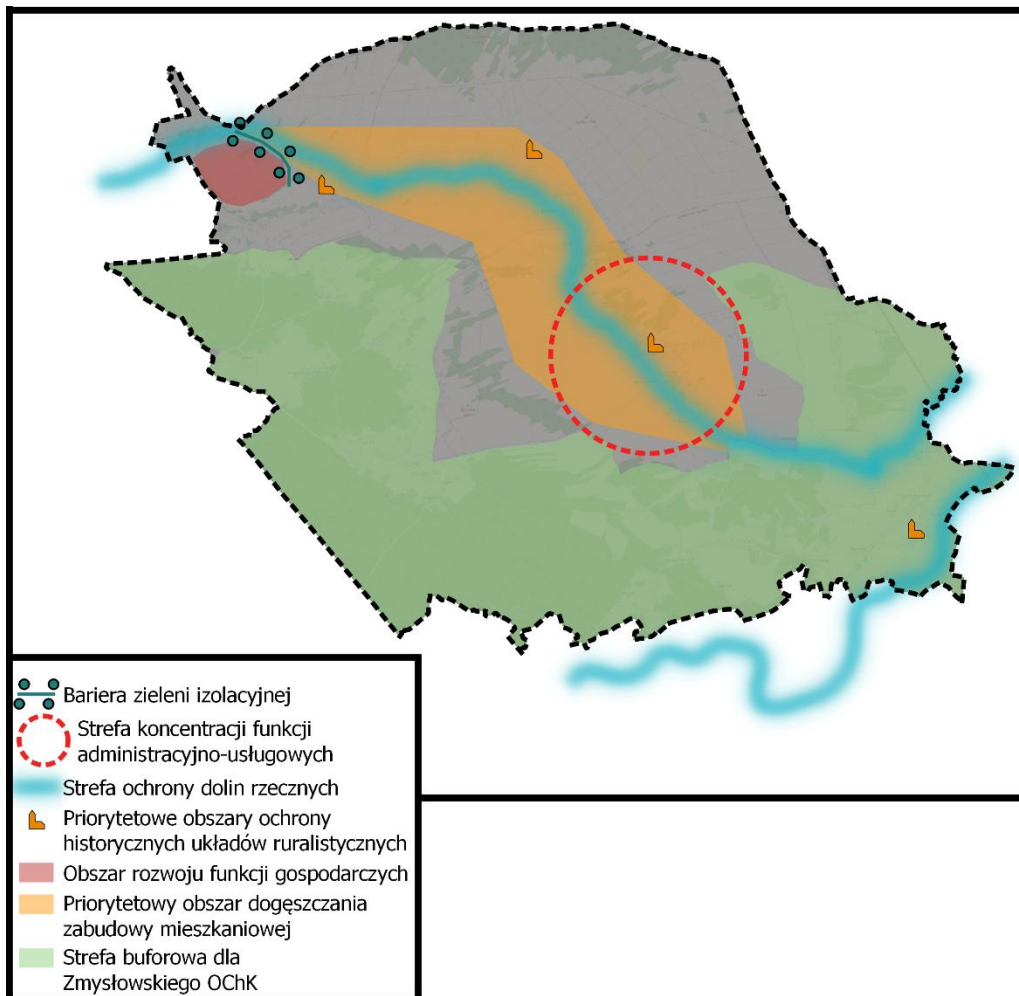 Bariera zieleni izolacyjnej
Strefa koncentracji funkcji
administracyjno-usługowych
Strefa ochrony dolin rzecznych
Priorytetowe obszary ochrony
historycznych układów ruralistycznych
Obszar rozwoju funkcji gospodarczych
Priorytetowy obszar dogęszczania
zabudowy mieszkaniowej
Strefa buforowa dla
Zmysłowskiego OChK